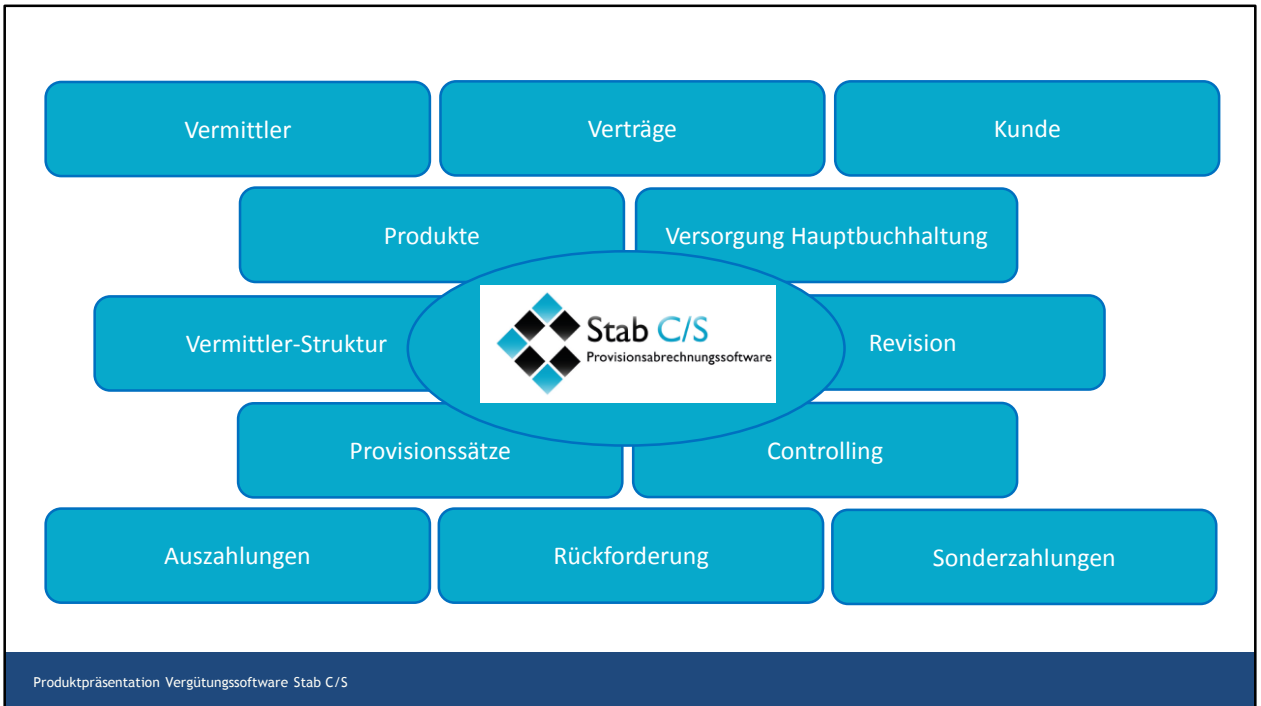 Vermittler
Verträge
Kunde
Produkte
Versorgung Hauptbuchhaltung
Vermittler-Struktur
Stab C/S
Provisionsabrechnungssoftware
Revision
Provisionssätze
Controlling
Auszahlungen
Rückforderung
Sonderzahlungen
Produktpräsentation Vergütungssoftware Stab C/S